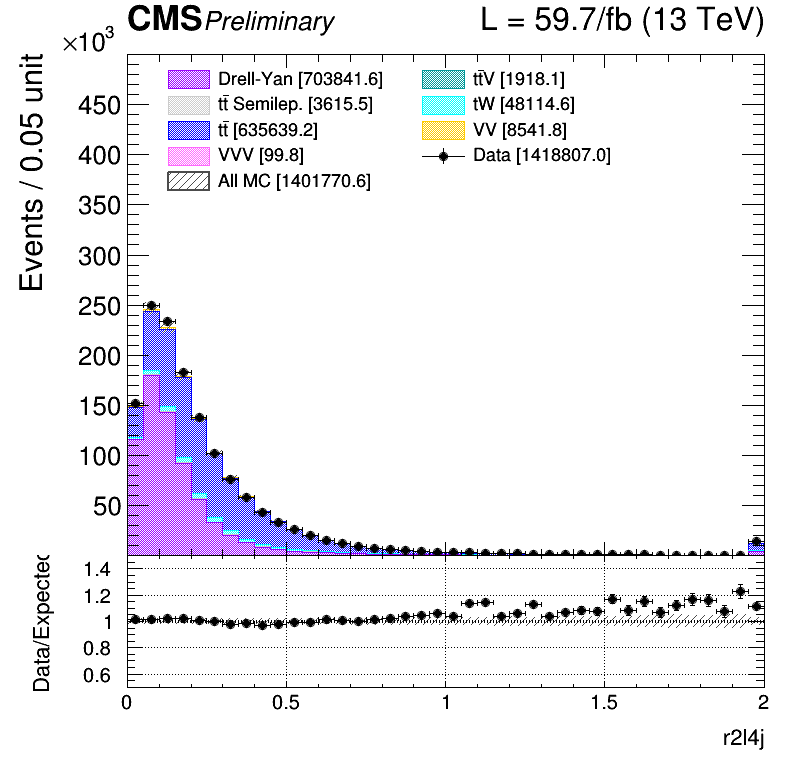 CMS Preliminary L = 59.7/fb (13 TeV)
×10³
Events / 0.05 unit
Drell-Yan [703841.6]
tt̄ Semilep. [3615.5]
tt̄ [635639.2]
VVV [99.8]
All MC [1401770.6]
tt̄V [1918.1]
tW [48114.6]
VV [8541.8]
Data [1418807.0]
450
400
350
300
250
200
150
100
50
Data/Expected
1.4
1.2
1
0.8
0.6
0 0.5 1 1.5 2
r2l4j